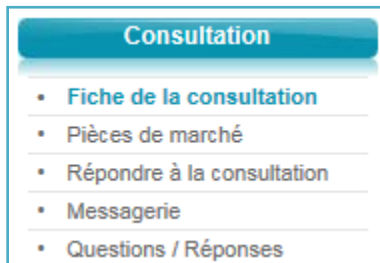 Consultation
• Fiche de la consultation
• Pièces de marché
• Répondre à la consultation
• Messagerie
• Questions / Réponses